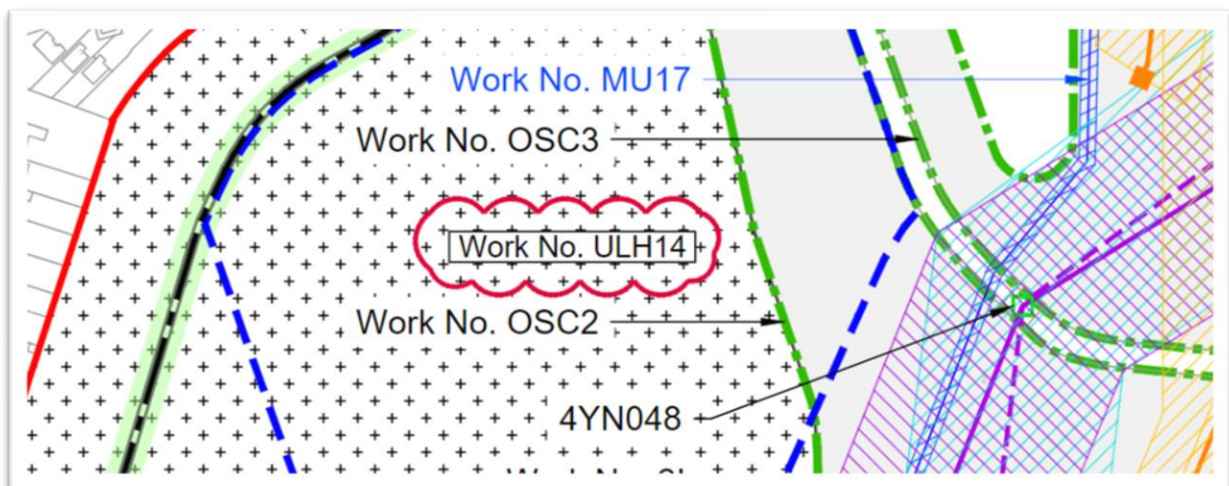 Work No. MU17
Work No. OSC3
Work No. ULH14
Work No. OSC2
4YN048